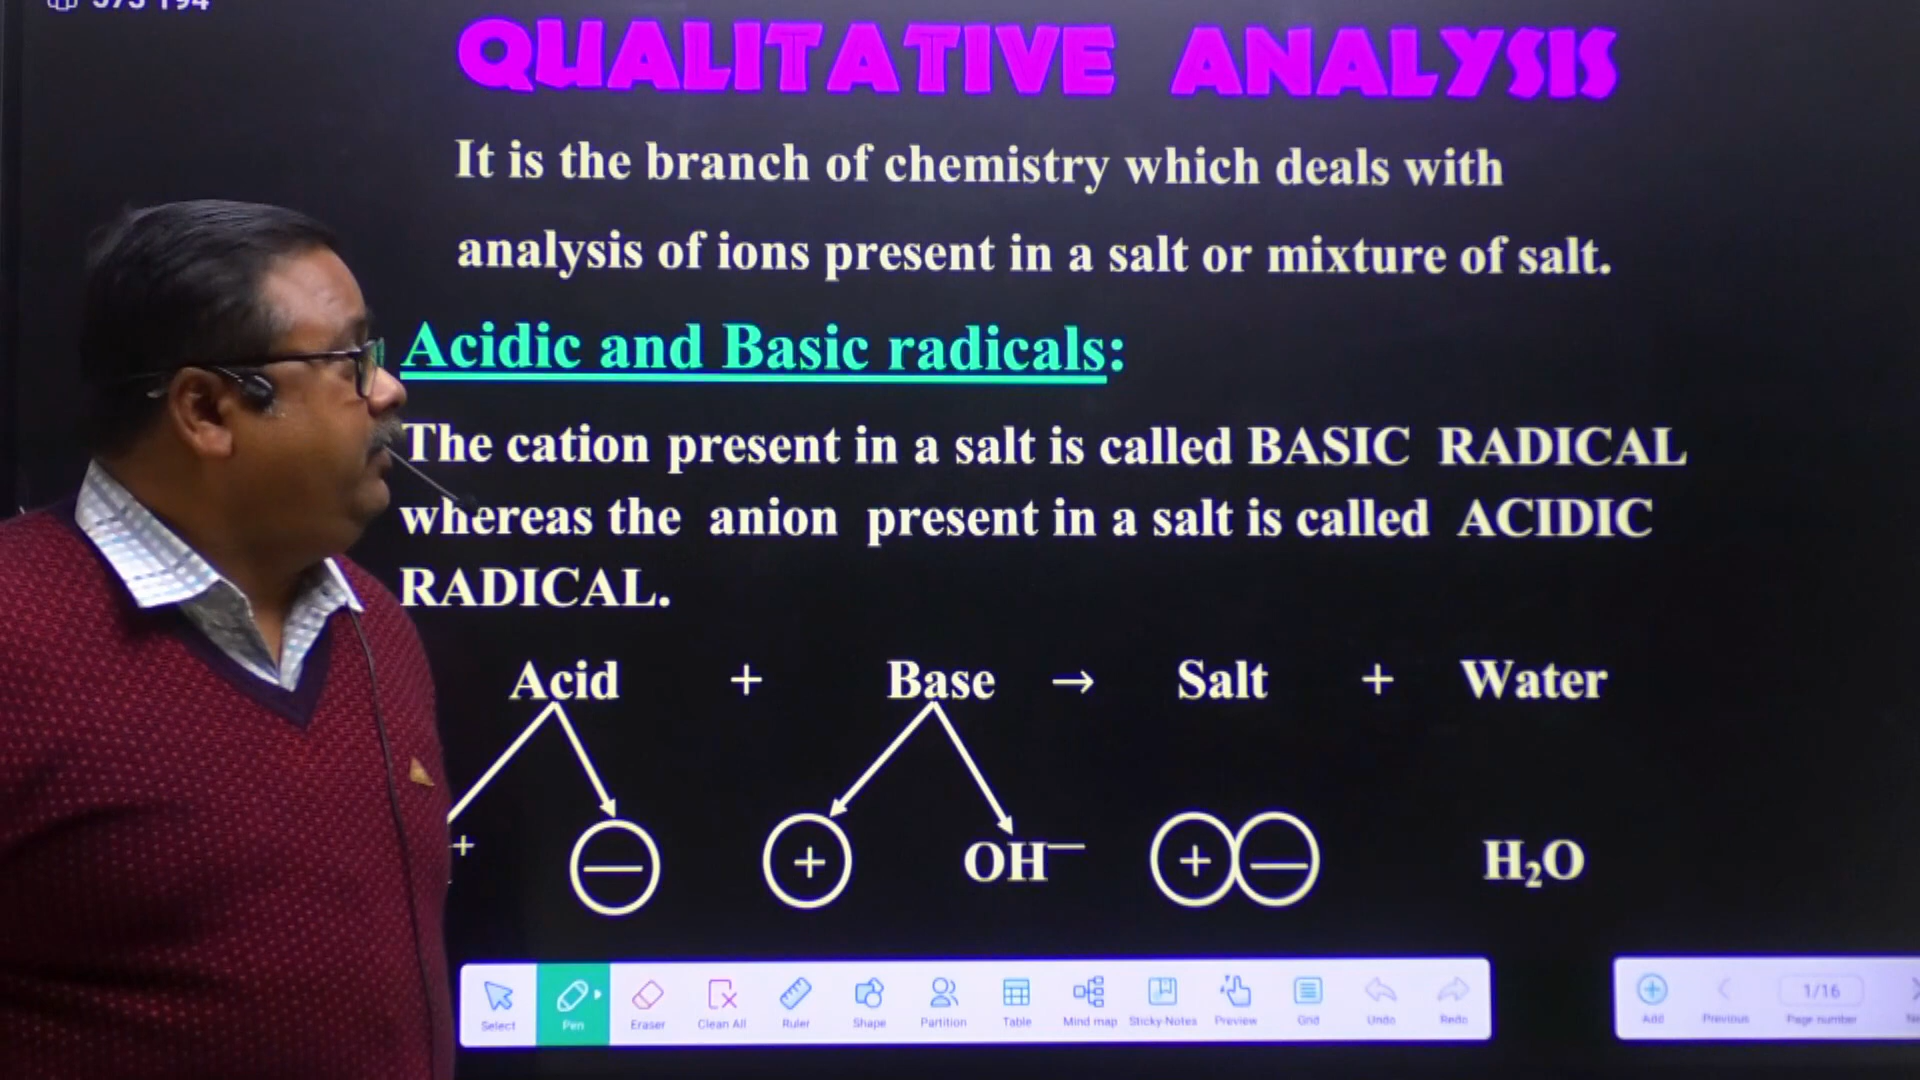 QUALITATIVE ANALYSIS
It is the branch of chemistry which deals with
analysis of ions present in a salt or mixture of salt.
Acidic and Basic radicals:
The cation present in a salt is called BASIC RADICAL
whereas the anion present in a salt is called ACIDIC
RADICAL.
Acid + Base → Salt + Water
+ — + OH— + — H₂O
Select Pen Eraser Clean All Ruler Shape Partition Table Mind map Sticky Notes Preview Grid Undo Redo
1/16
Add Previous Page number